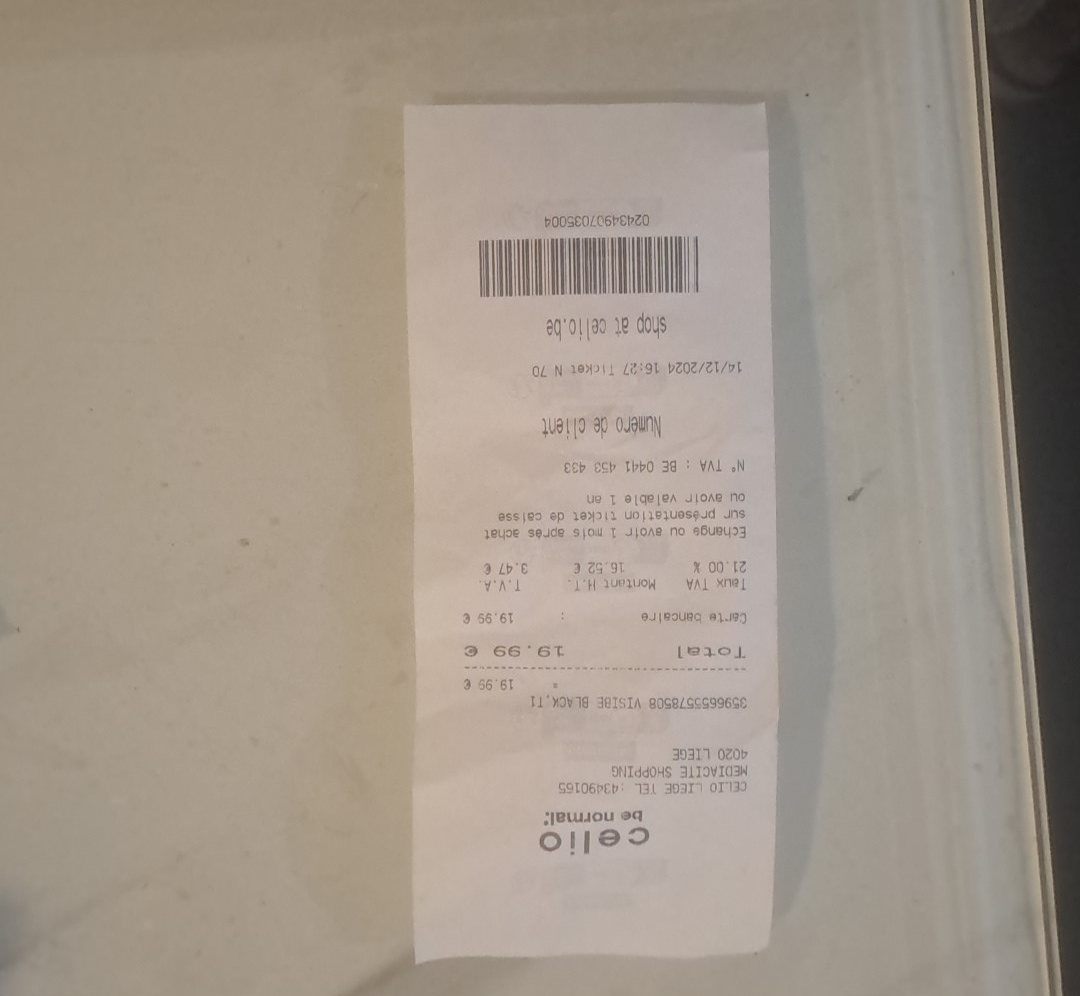 celio
be normal:
CELIO LIEGE TEL :43490165
MEDIACITE SHOPPING
4020 LIEGE
3596655578508 VISIBE BLACK,T1
* 19.99 €
Total 19.99 €
Carte bancaire : 19.99 €
Taux TVA Montant H.T. T.V.A.
21.00 % 16.52 € 3.47 €
Echange ou avoir 1 mois après achat
sur présentation ticket de caisse
ou avoir valable 1 an
N° TVA : BE 0441 453 433
Numero de client
14/12/2024 16:27 Ticket N 70
shop at celio.be
02434907035004